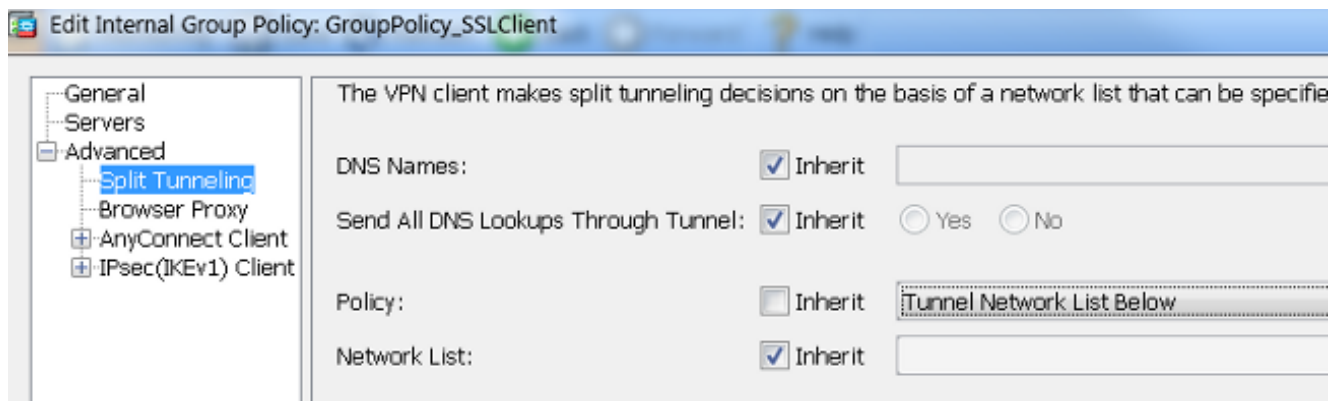 Edit Internal Group Policy: GroupPolicy_SSLClient
General
Servers
Advanced
Split Tunneling
Browser Proxy
AnyConnect Client
IPsec(IKEv1) Client
The VPN client makes split tunneling decisions on the basis of a network list that can be specifie
DNS Names: Inherit
Send All DNS Lookups Through Tunnel: Inherit Yes No
Policy: Inherit Tunnel Network List Below
Network List: Inherit